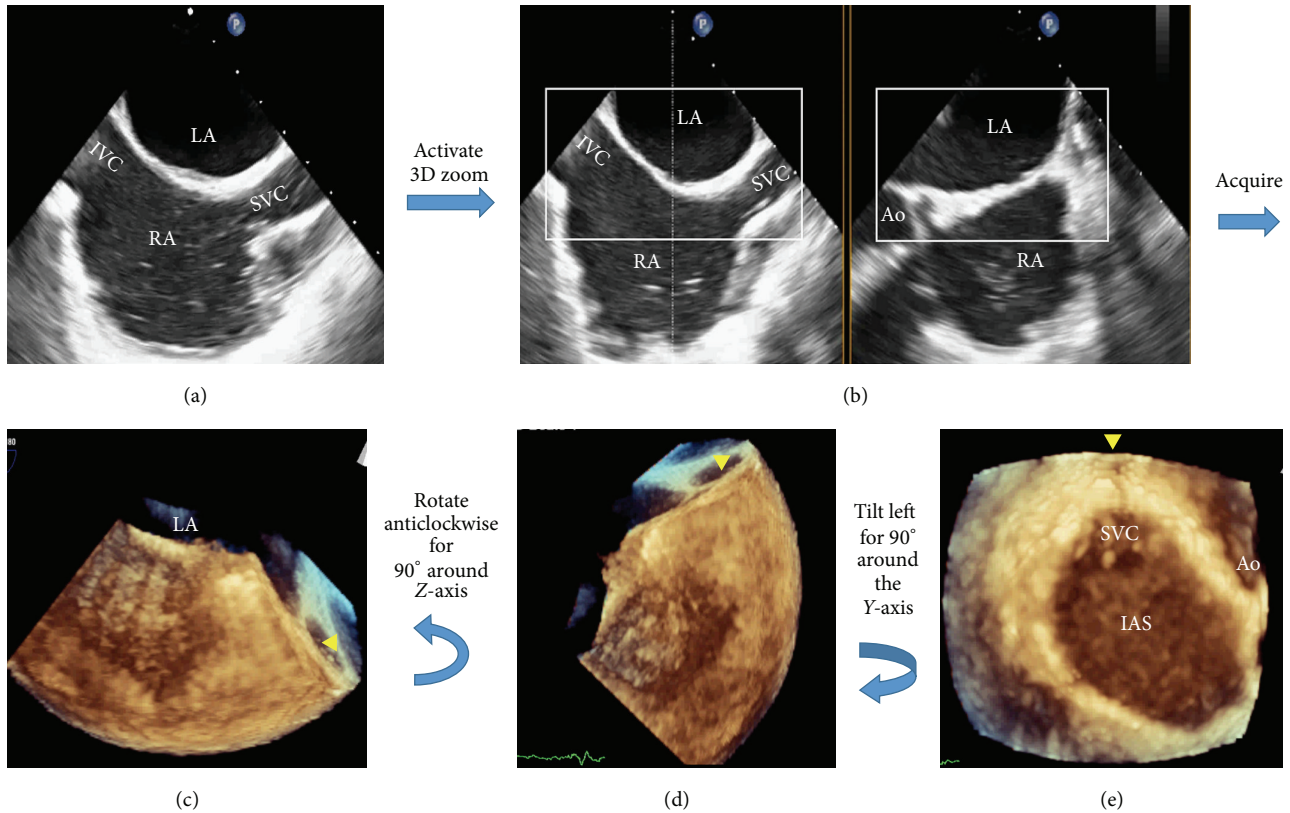 P
LA
IVC
SVC
RA
(a)
Activate
3D zoom
P
LA
IVC
SVC
RA
P
LA
Ao
RA
(b)
Acquire
80
LA
(c)
Rotate
anticlockwise
for
90° around
Z-axis
(d)
Tilt left
for 90°
around
the
Y-axis
SVC
Ao
IAS
(e)